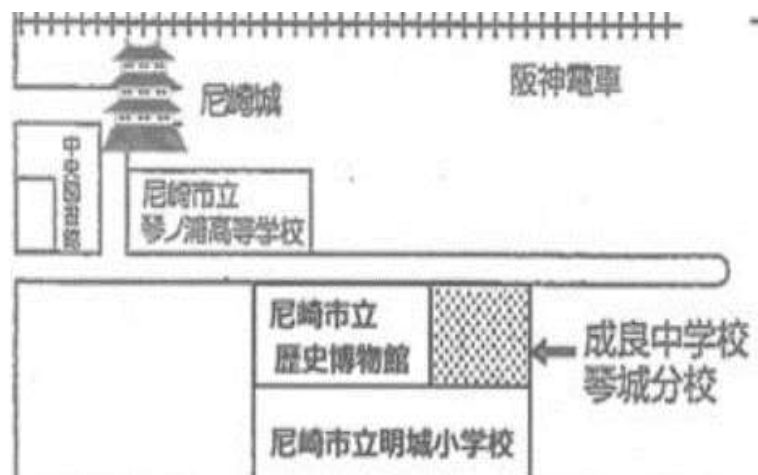 阪神電車
尼崎城
中央図書館
尼崎市立
琴ノ浦高等学校
尼崎市立
歴史博物館
成良中学校
琴城分校
尼崎市立明城小学校